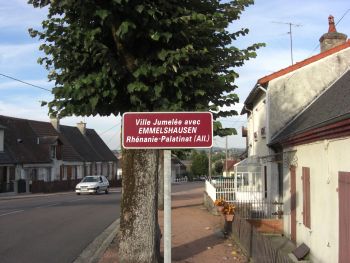 Ville Jumelée avec
EMMELSHAUSEN
Rhénanie-Palatinat (All.)